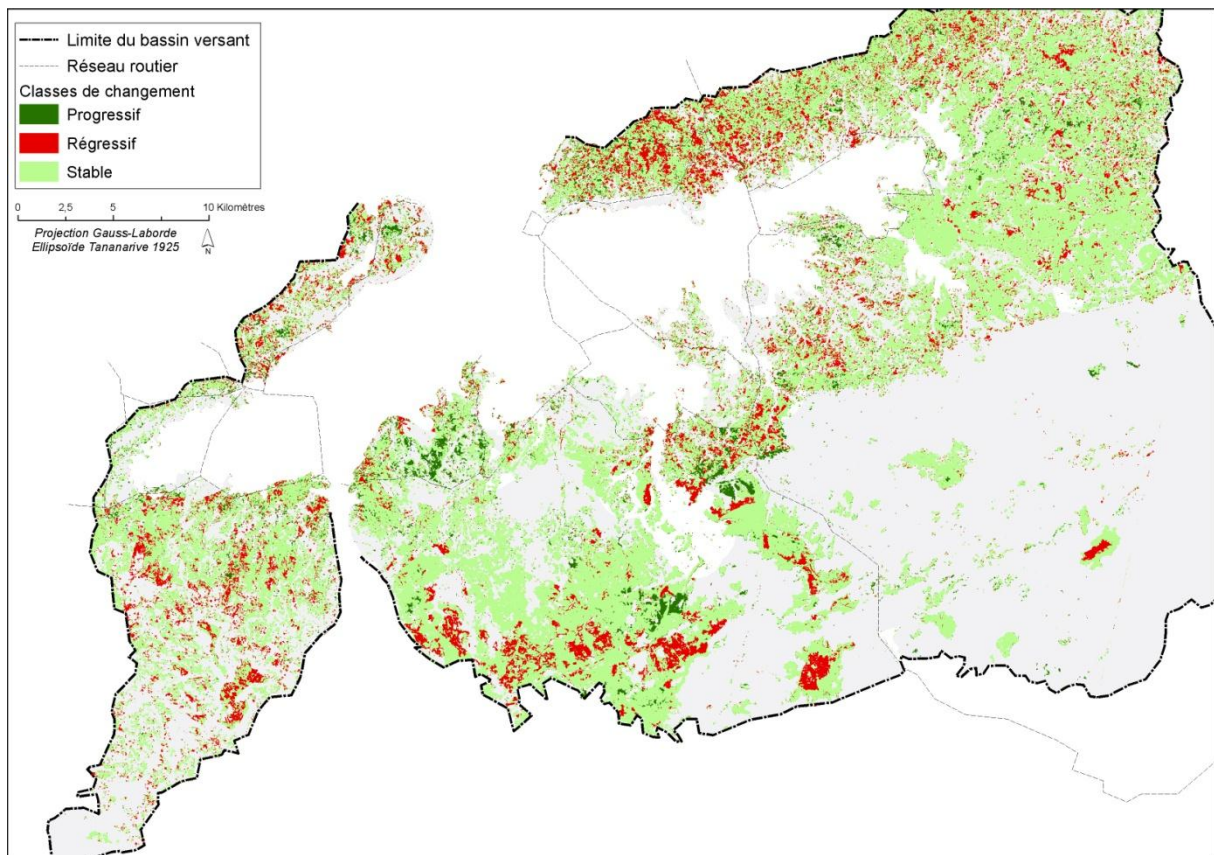 Limite du bassin versant
Réseau routier
Classes de changement
Progressif
Régressif
Stable
0 2,5 5 10 Kilomètres
Projection Gauss-Laborde
Ellipsoïde Tananarive 1925
N